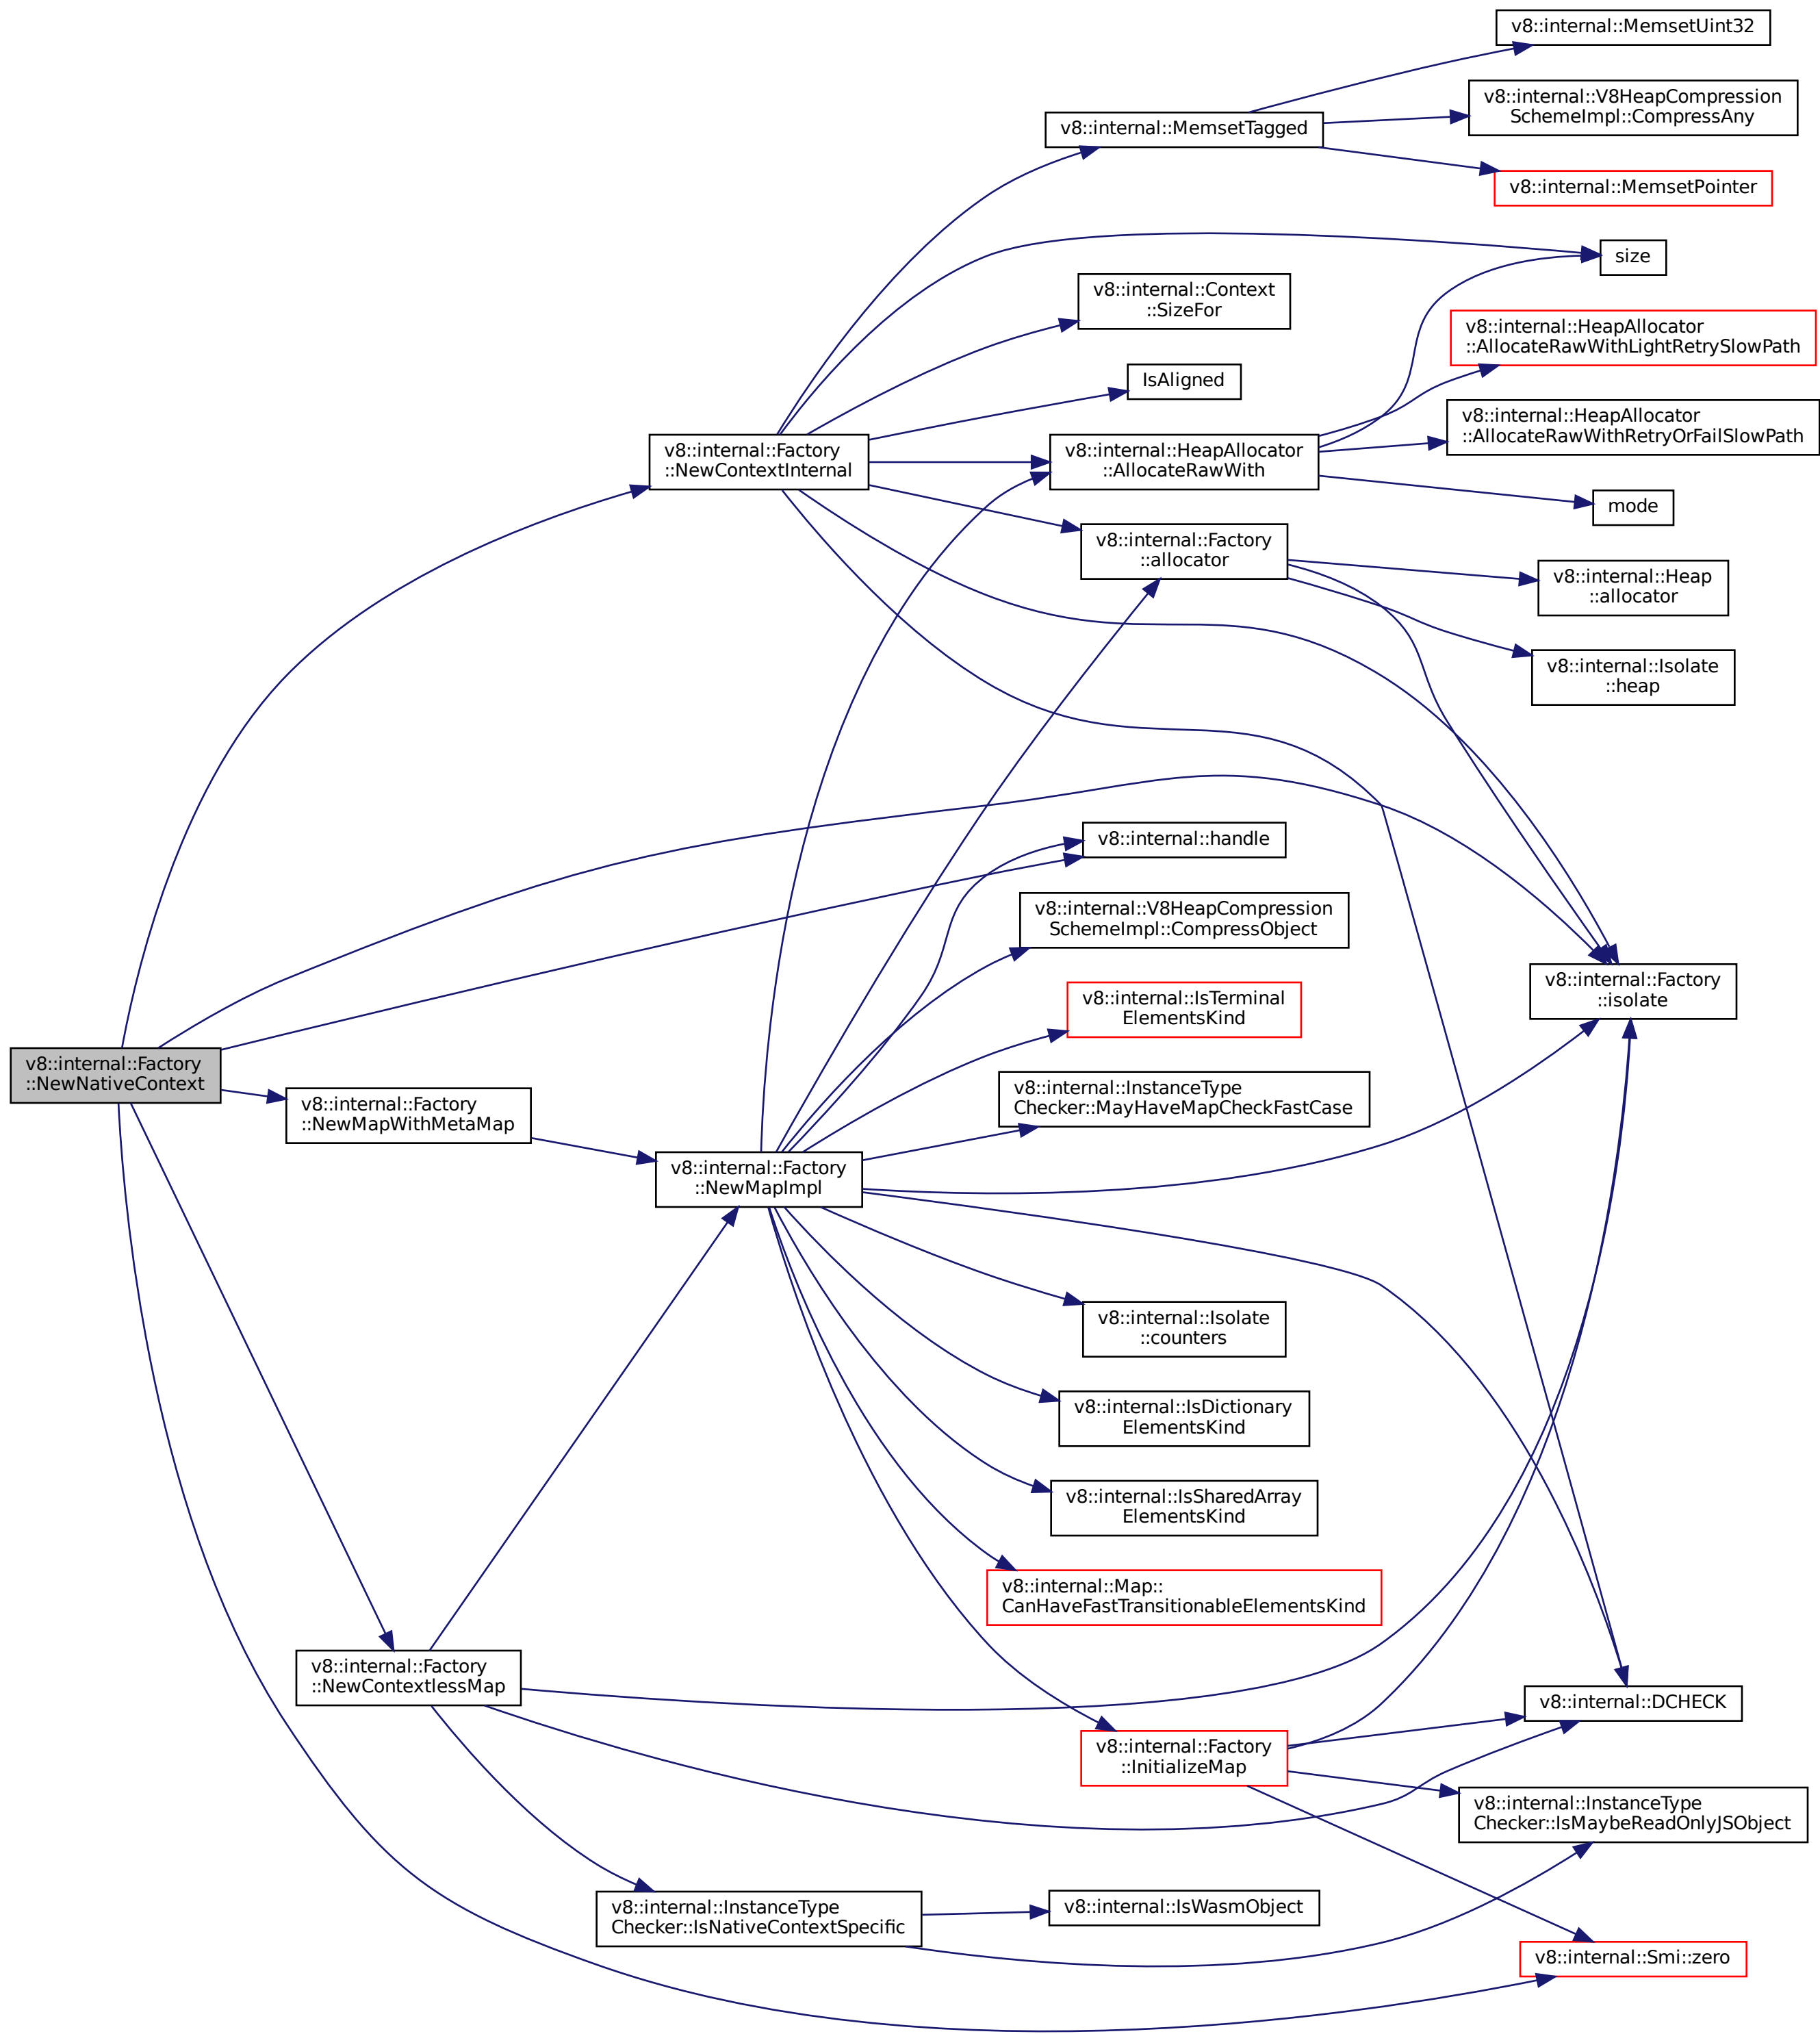 v8::internal::MemsetUint32
v8::internal::V8HeapCompression
SchemeImpl::CompressAny
v8::internal::MemsetTagged
v8::internal::MemsetPointer
size
v8::internal::Context
::SizeFor
v8::internal::HeapAllocator
::AllocateRawWithLightRetrySlowPath
IsAligned
v8::internal::HeapAllocator
::AllocateRawWithRetryOrFailSlowPath
v8::internal::Factory
::NewContextInternal
v8::internal::HeapAllocator
::AllocateRawWith
mode
v8::internal::Factory
::allocator
v8::internal::Heap
::allocator
v8::internal::Isolate
::heap
v8::internal::handle
v8::internal::V8HeapCompression
SchemeImpl::CompressObject
v8::internal::Factory
::isolate
v8::internal::IsTerminal
ElementsKind
v8::internal::Factory
::NewNativeContext
v8::internal::InstanceType
Checker::MayHaveMapCheckFastCase
v8::internal::Factory
::NewMapWithMetaMap
v8::internal::Factory
::NewMapImpl
v8::internal::Isolate
::counters
v8::internal::IsDictionary
ElementsKind
v8::internal::IsSharedArray
ElementsKind
v8::internal::Map::
CanHaveFastTransitionableElementsKind
v8::internal::Factory
::NewContextlessMap
v8::internal::DCHECK
v8::internal::Factory
::InitializeMap
v8::internal::InstanceType
Checker::IsMaybeReadOnlyJSObject
v8::internal::InstanceType
Checker::IsNativeContextSpecific
v8::internal::IsWasmObject
v8::internal::Smi::zero